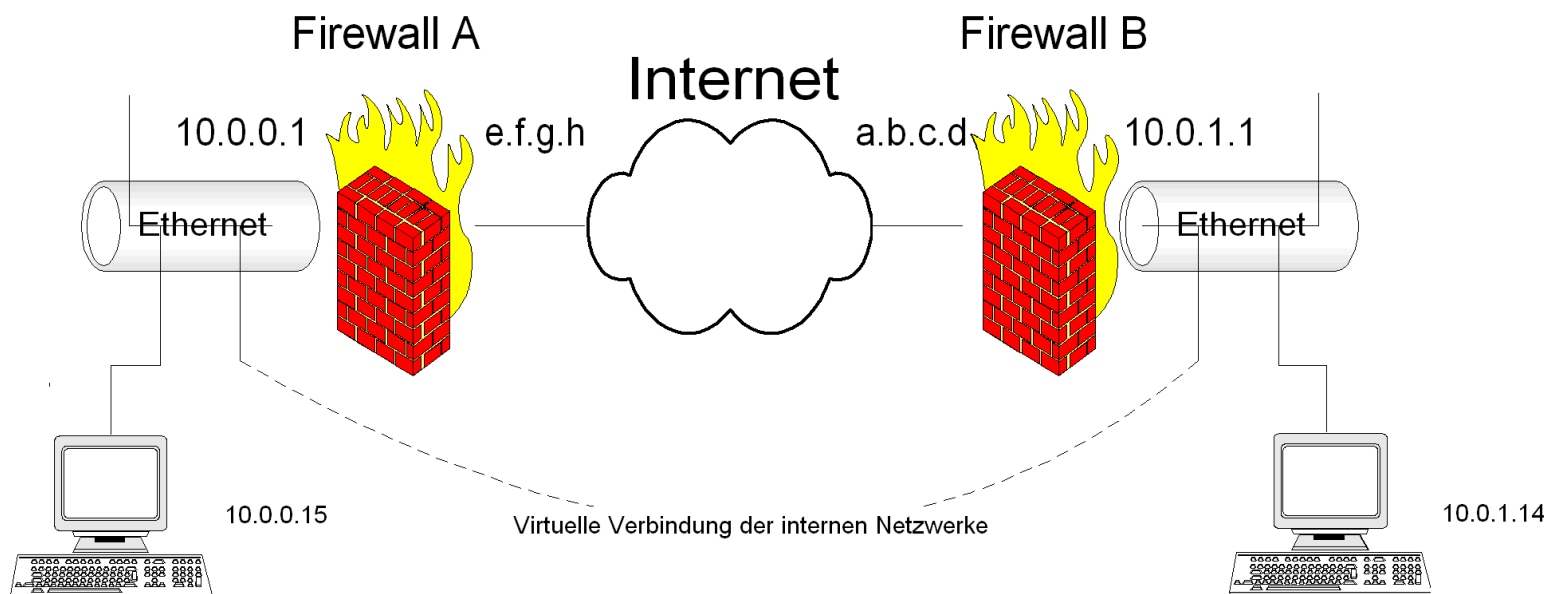 Firewall A
Firewall B
Internet
10.0.0.1
e.f.g.h
a.b.c.d
10.0.1.1
Ethernet
Ethernet
10.0.0.15
Virtuelle Verbindung der internen Netzwerke
10.0.1.14